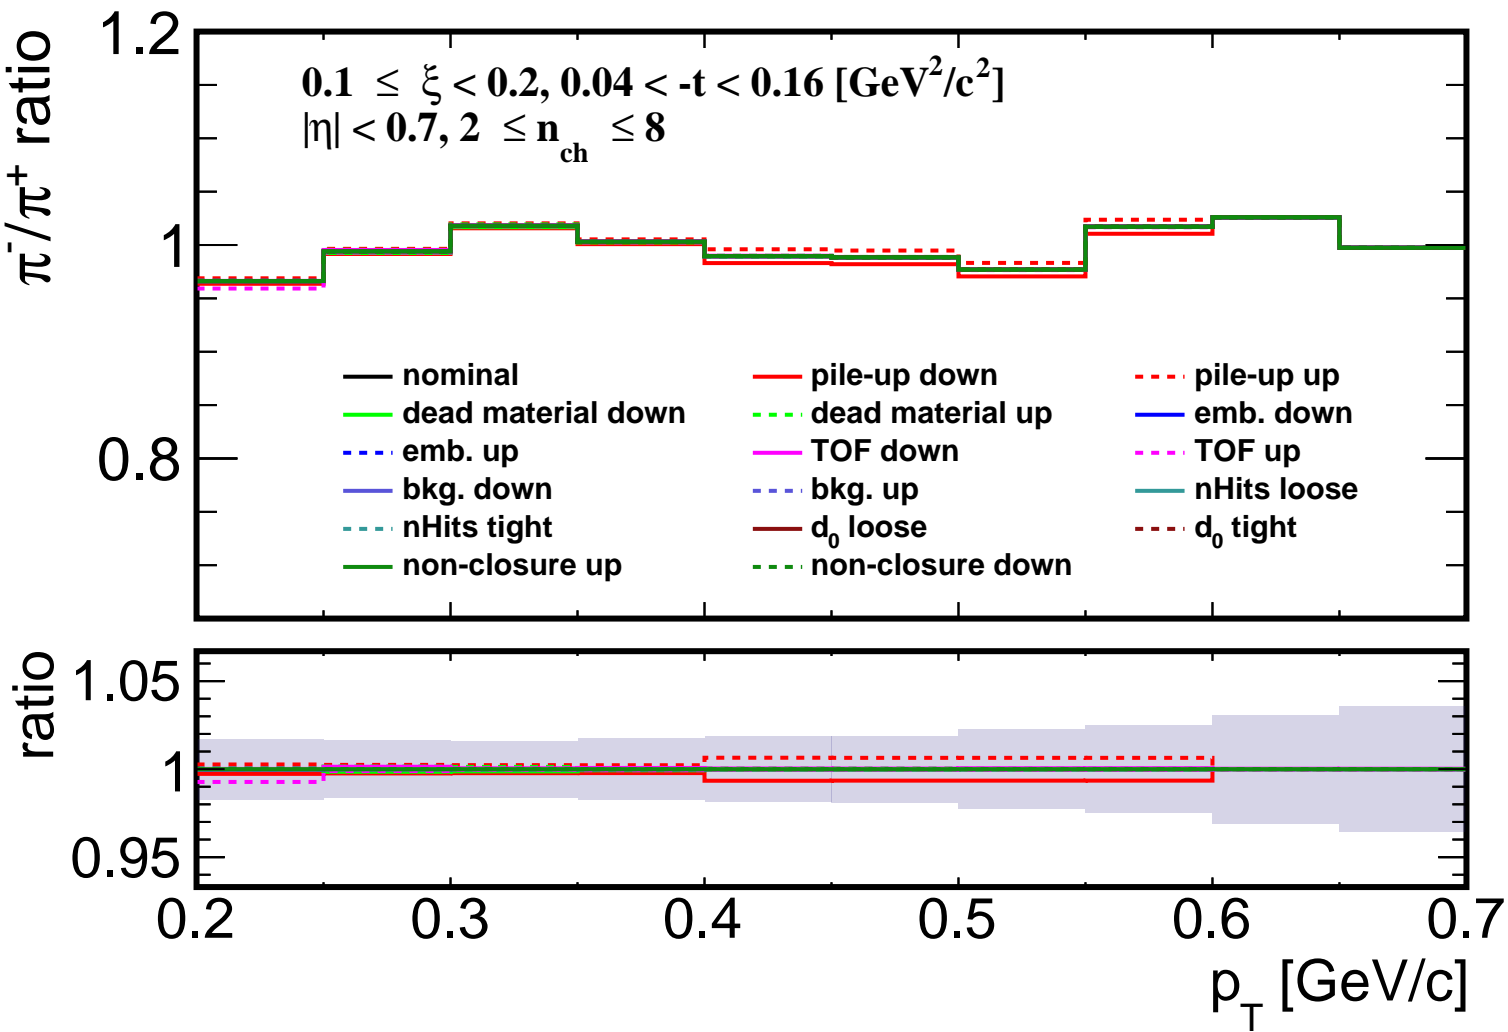 1.2
0.1 ≤ ξ < 0.2, 0.04 < -t < 0.16 [GeV²/c²]
|η| < 0.7, 2 ≤ n_ch ≤ 8
π⁻/π⁺ ratio
1
0.8
nominal pile-up down pile-up up
dead material down dead material up emb. down
emb. up TOF down TOF up
bkg. down bkg. up nHits loose
nHits tight d₀ loose d₀ tight
non-closure up non-closure down
ratio
1.05
1
0.95
0.2 0.3 0.4 0.5 0.6 0.7
p_T [GeV/c]